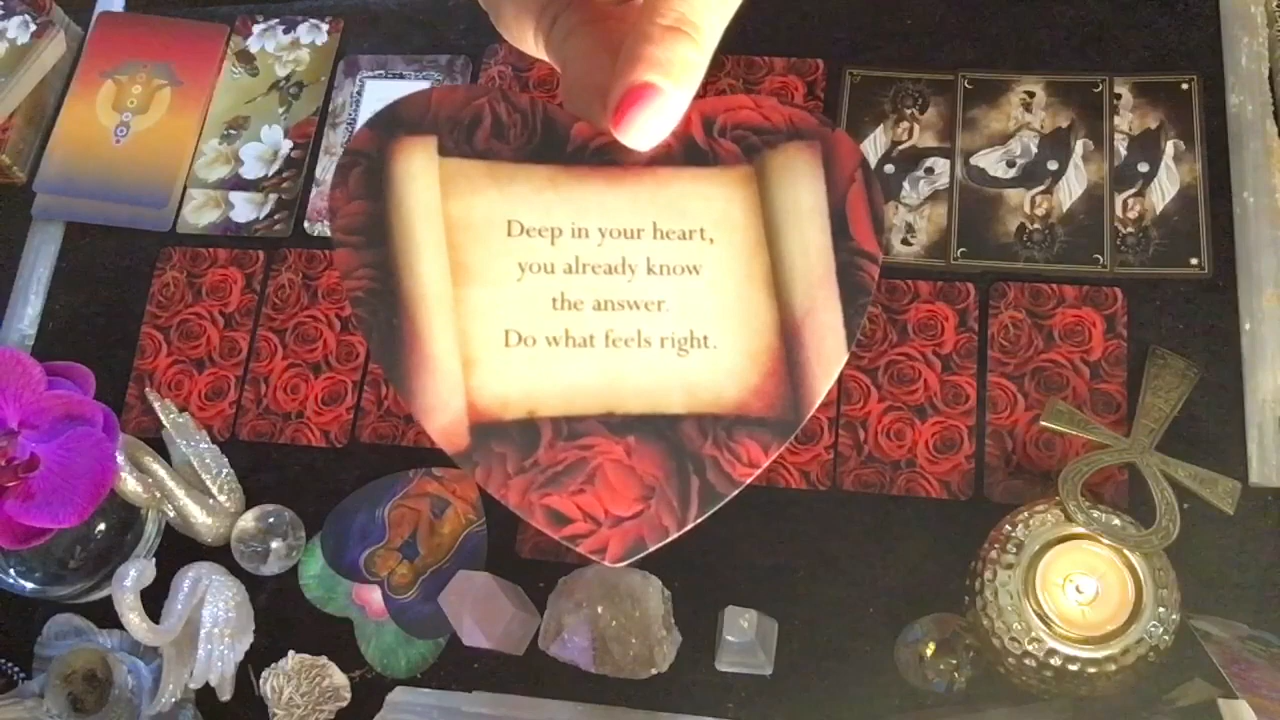 Deep in your heart,
you already know
the answer.
Do what feels right.